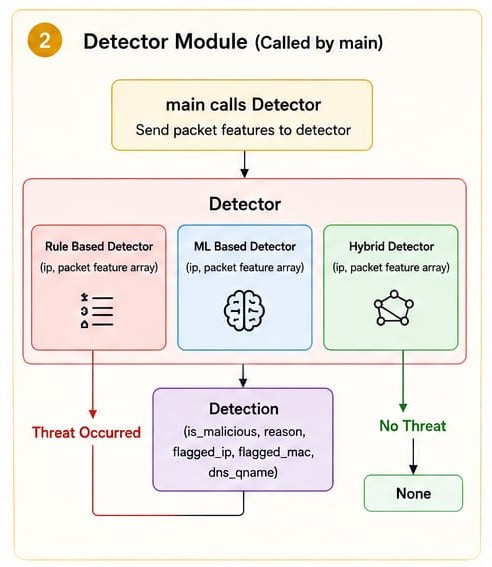 2
Detector Module (Called by main)
main calls Detector
Send packet features to detector
Detector
Rule Based Detector
(ip, packet feature array)
ML Based Detector
(ip, packet feature array)
Hybrid Detector
(ip, packet feature array)
Threat Occurred
Detection
(is_malicious, reason,
flagged_ip, flagged_mac,
dns_qname)
No Threat
None